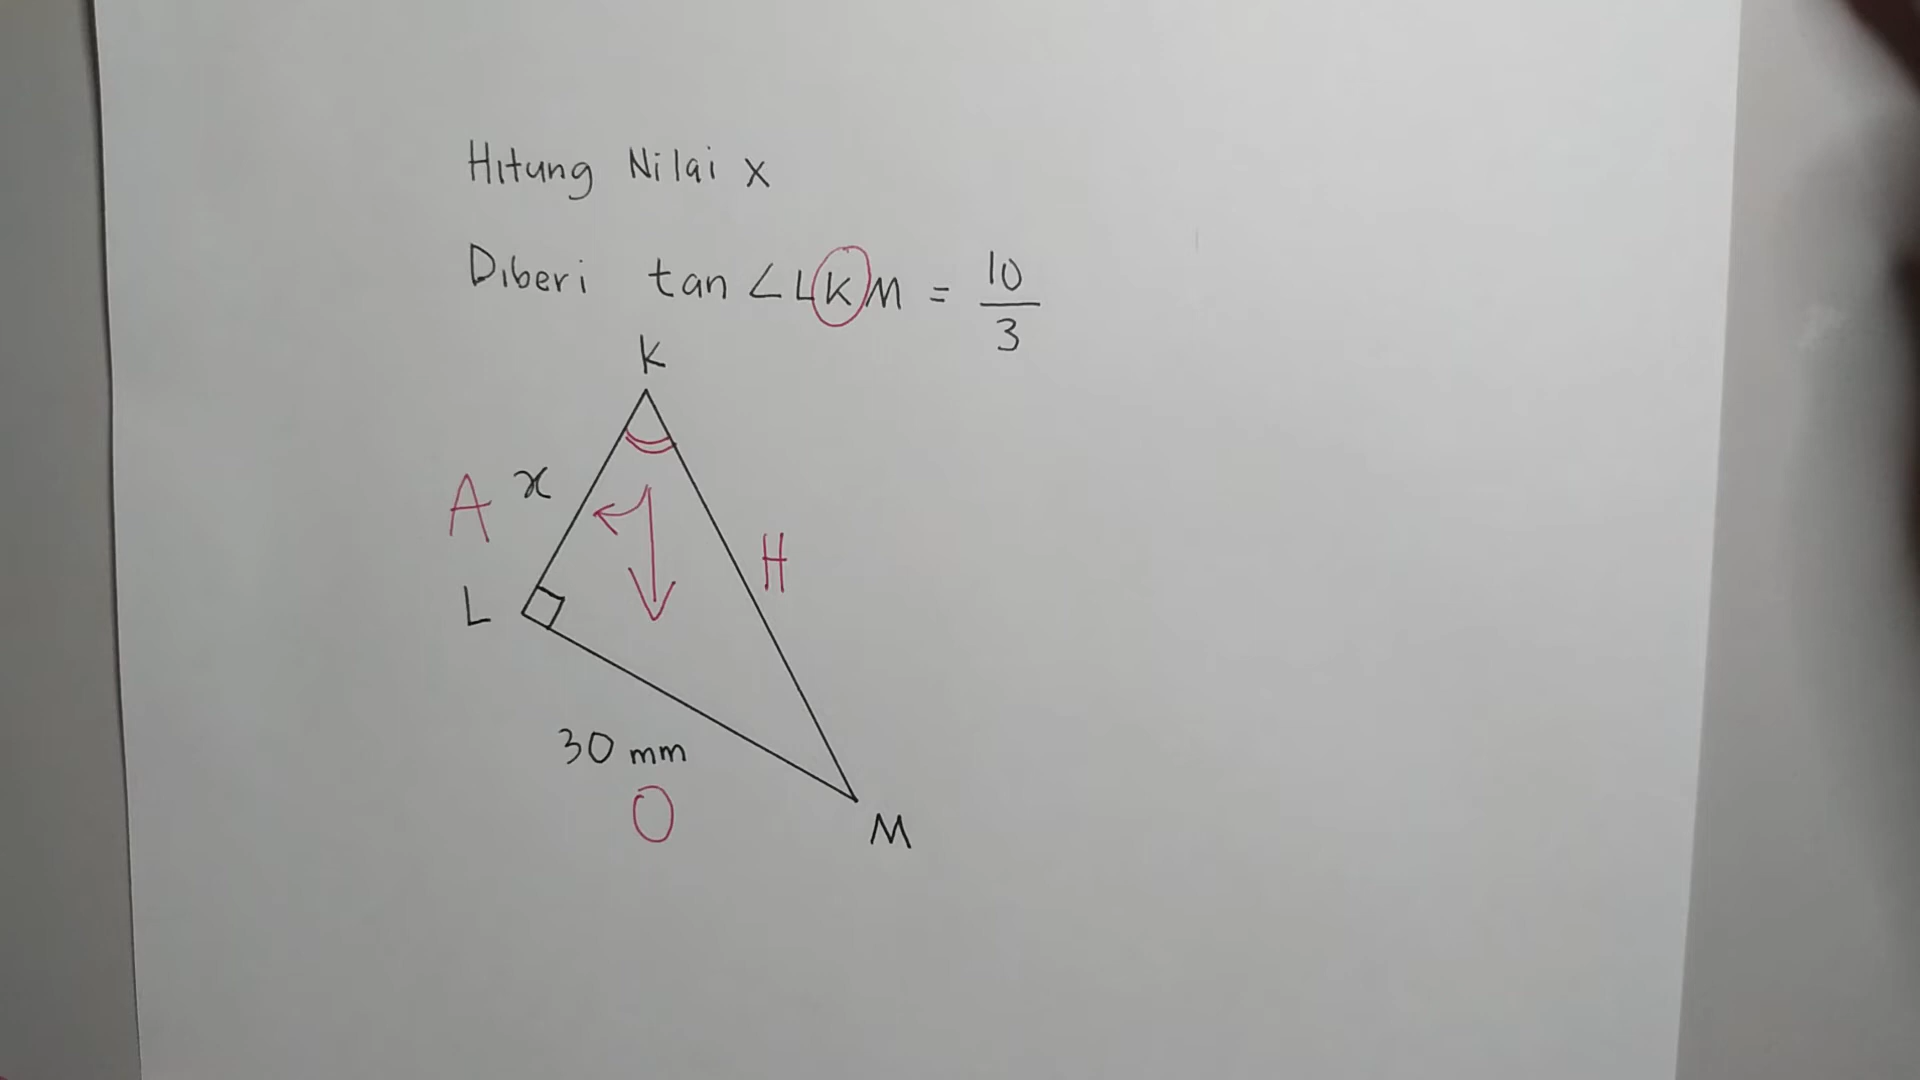 Hitung Nilai x
Diberi tan ∠LKM = 10/3
K
A x
H
L
30 mm
O
M